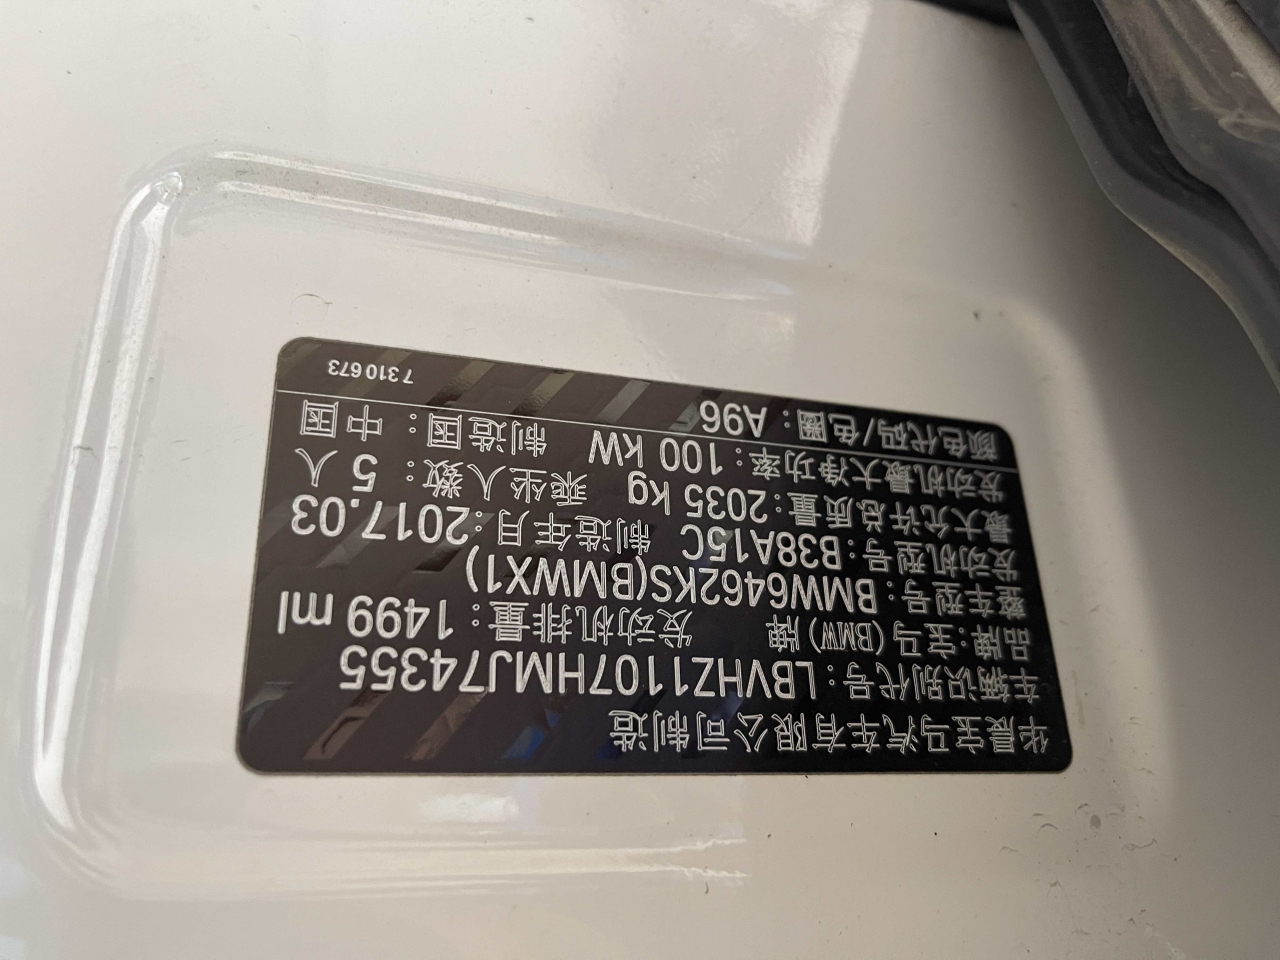 华晨宝马汽车有限公司制造
车辆识别代号：LBVHZ1107HMJ74355
品牌：宝马(BMW)牌 发动机排量：1499 ml
整车型号：BMW6462KS(BMWX1)
发动机型号：B38A15C 制造年月：2017.03
最大允许总质量：2035 kg 乘坐人数： 5 人
发动机最大净功率：100 kW 制造国： 中国
颜色代码/色圈： A96
7 310 673